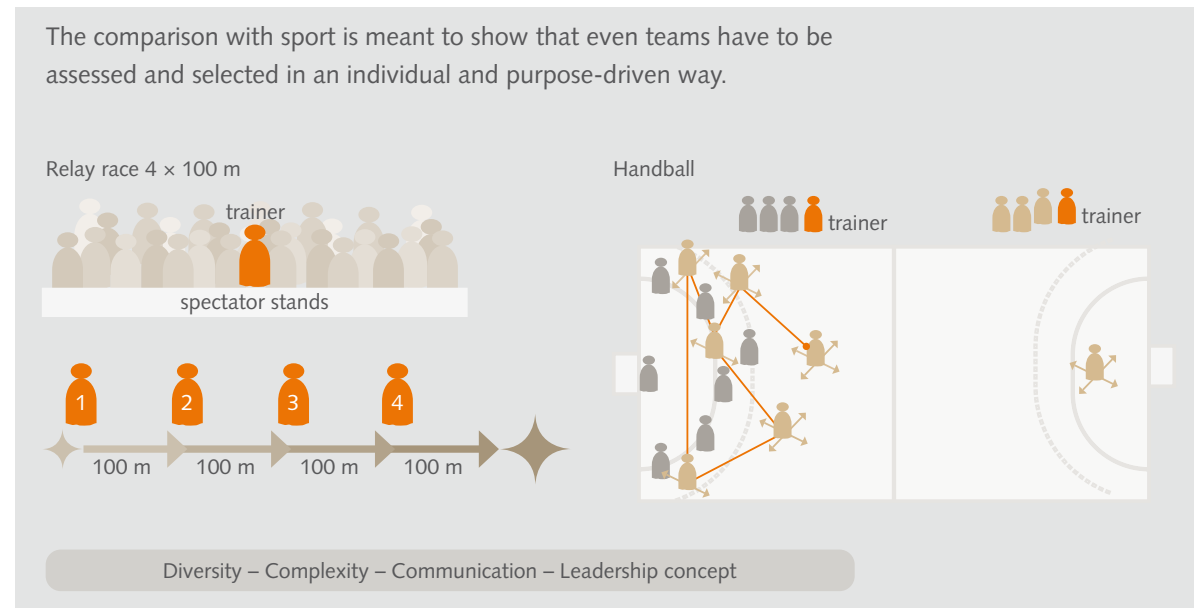 The comparison with sport is meant to show that even teams have to be
assessed and selected in an individual and purpose-driven way.
Relay race 4 × 100 m
trainer
spectator stands
1 2 3 4
100 m 100 m 100 m 100 m
Handball
trainer trainer
Diversity – Complexity – Communication – Leadership concept